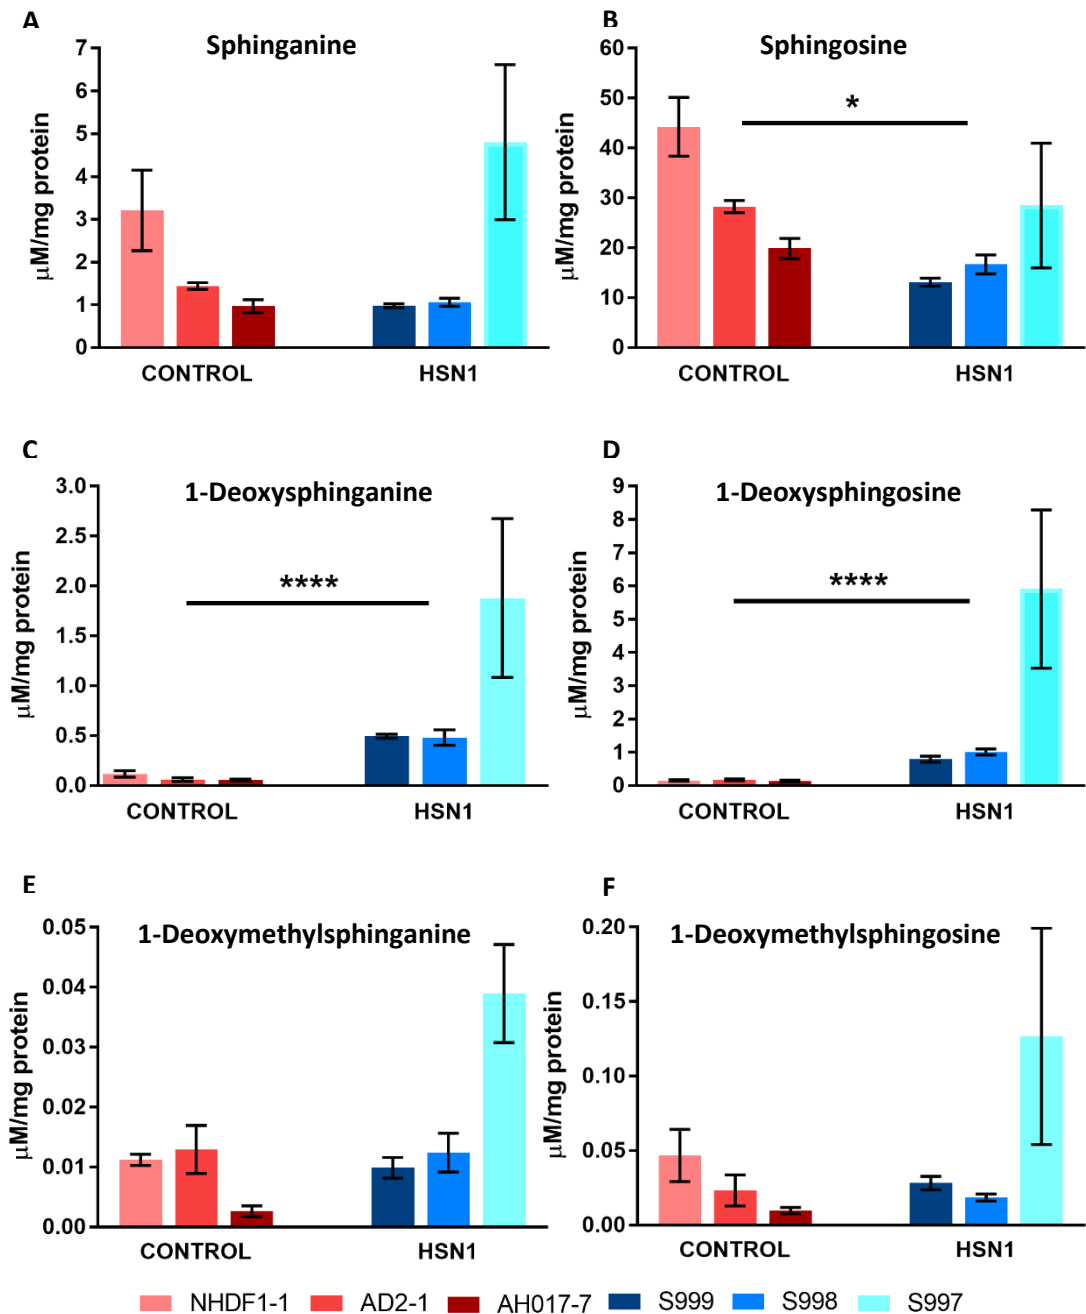 A
Sphinganine
7
6
5
4
3
2
1
0
μM/mg protein
CONTROL
HSN1
B
Sphingosine
60
50
40
30
20
10
0
μM/mg protein
*
CONTROL
HSN1
C
1-Deoxysphinganine
3.0
2.5
2.0
1.5
1.0
0.5
0.0
μM/mg protein
****
CONTROL
HSN1
D
1-Deoxysphingosine
9
8
7
6
5
4
3
2
1
0
μM/mg protein
****
CONTROL
HSN1
E
1-Deoxymethylsphinganine
0.05
0.04
0.03
0.02
0.01
0.00
μM/mg protein
CONTROL
HSN1
F
1-Deoxymethylsphingosine
0.20
0.15
0.10
0.05
0.00
μM/mg protein
CONTROL
HSN1
NHDF1-1 AD2-1 AH017-7 S999 S998 S997